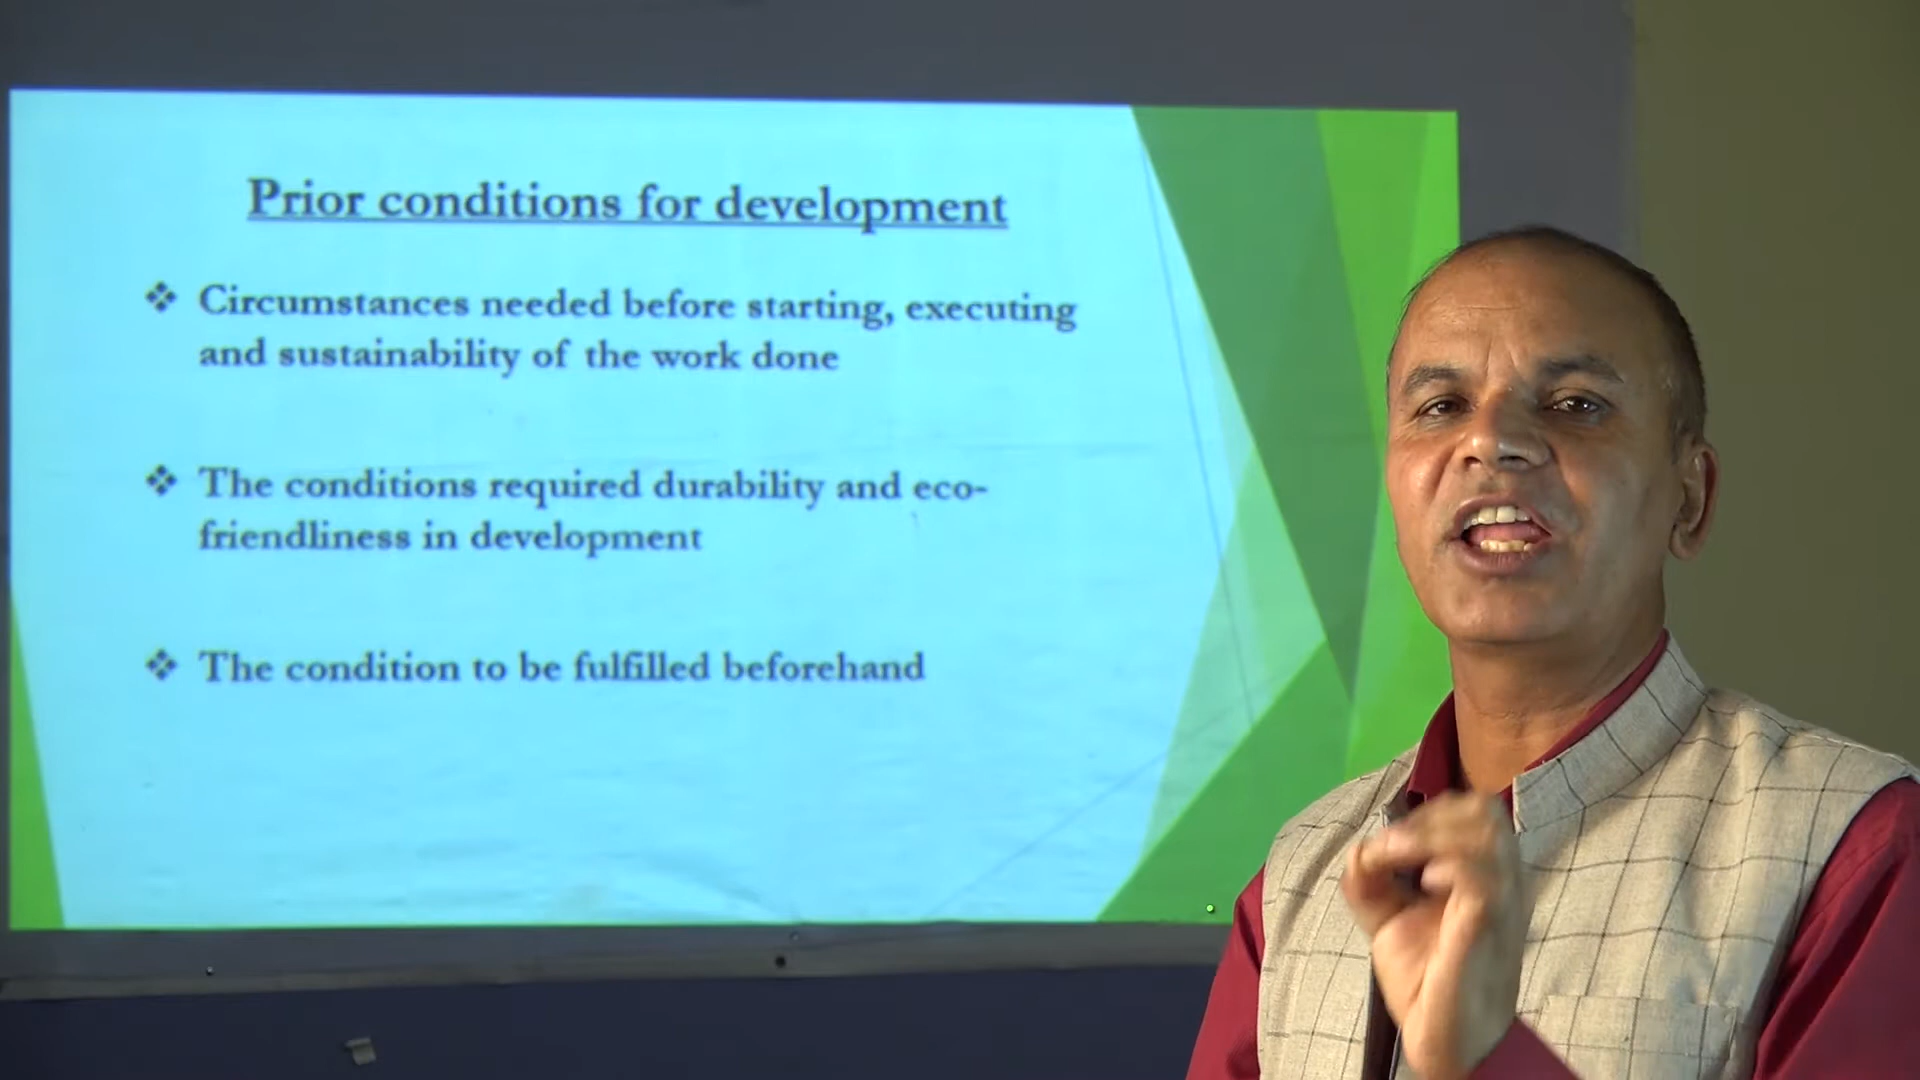 Prior conditions for development
❖ Circumstances needed before starting, executing
and sustainability of the work done
❖ The conditions required durability and eco-
friendliness in development
❖ The condition to be fulfilled beforehand